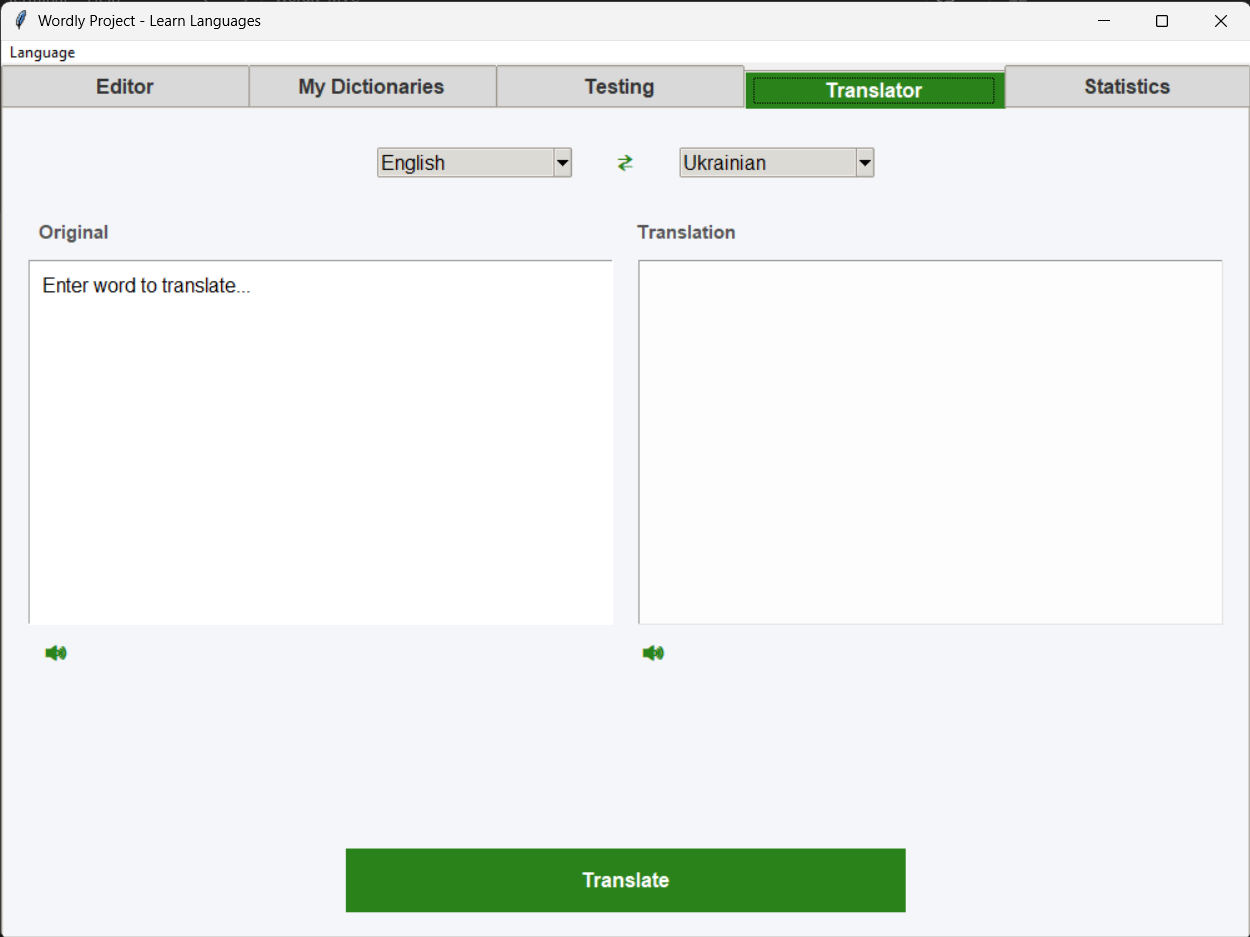 Wordly Project - Learn Languages
Language
Editor My Dictionaries Testing Translator Statistics
English Ukrainian
Original Translation
Enter word to translate...
Translate